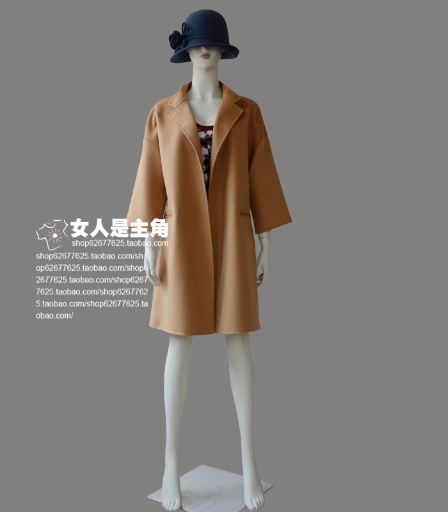 女人是主角
shop62677625.taobao.com
shop62677625.taobao.com/sh
op62677625.taobao.com/shop6
2677625.taobao.com/shop6267
7625.taobao.com/shop6267762
5.taobao.com/shop62677625.ta
obao.com/